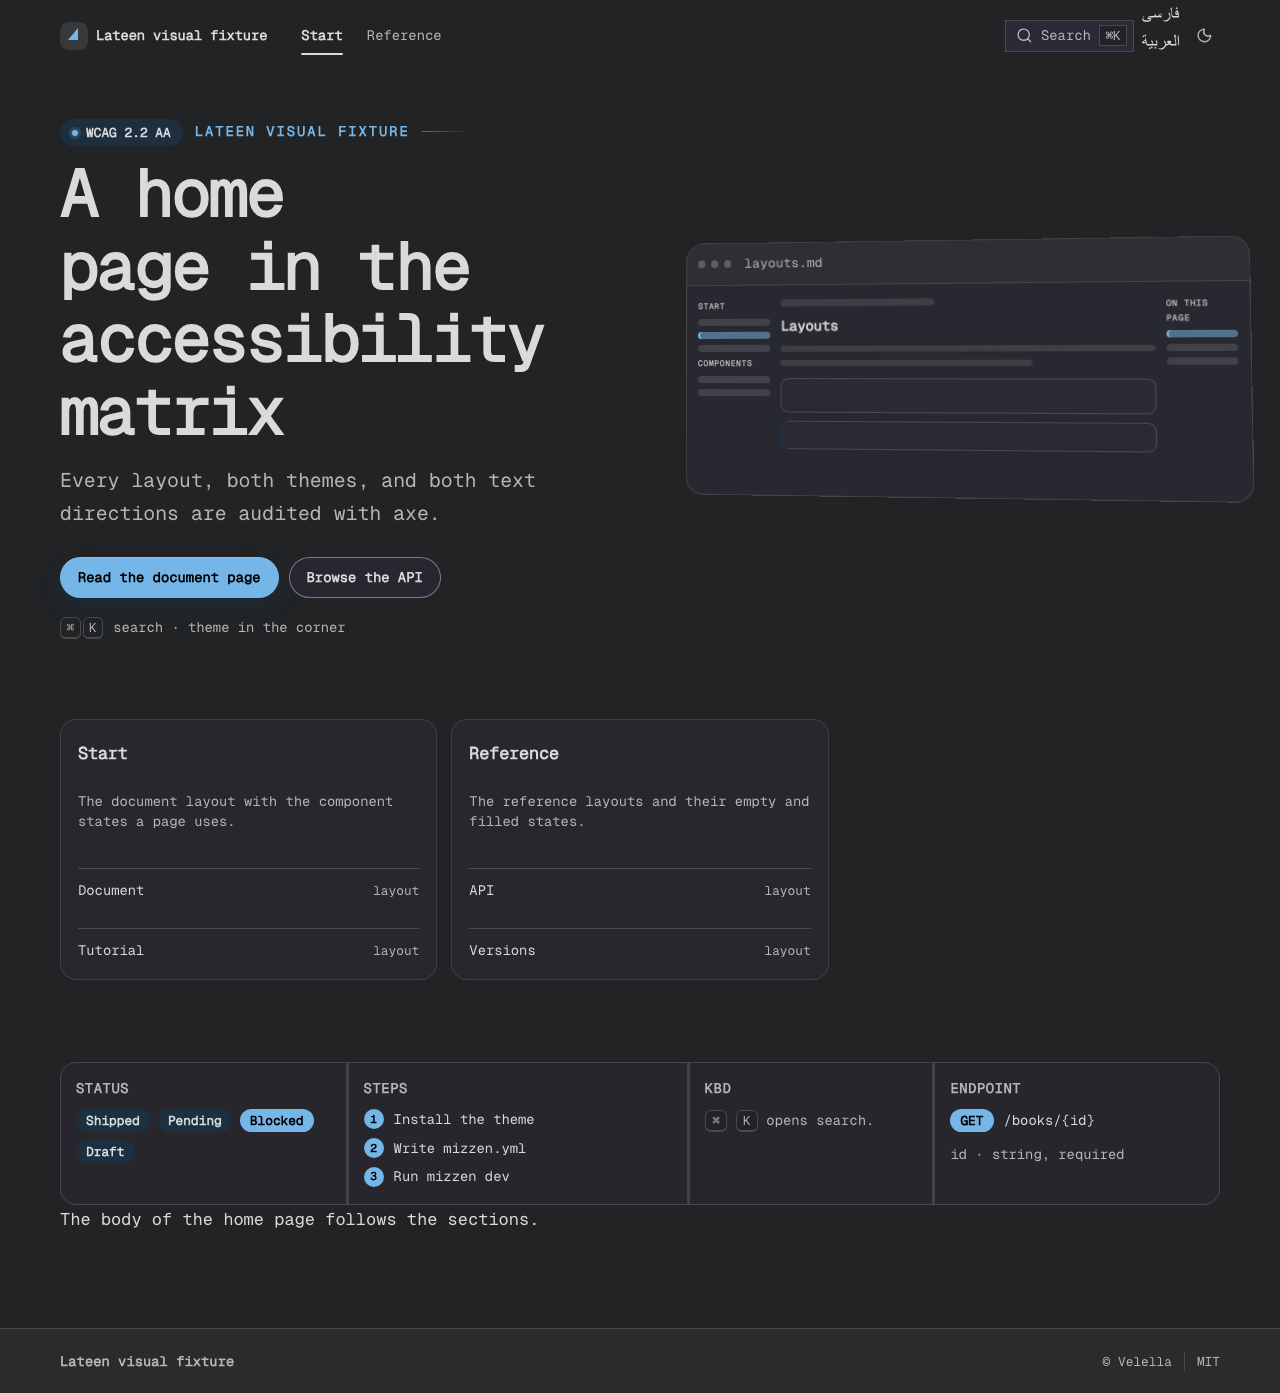 Lateen visual fixture
Start
Reference
Search ⌘K
فارسی
العربية
WCAG 2.2 AA
LATEEN VISUAL FIXTURE
A home
page in the
accessibility
matrix
Every layout, both themes, and both text
directions are audited with axe.
Read the document page
Browse the API
⌘ K search · theme in the corner
layouts.md
START
COMPONENTS
Layouts
ON THIS
PAGE
Start
The document layout with the component
states a page uses.
Document layout
Tutorial layout
Reference
The reference layouts and their empty and
filled states.
API layout
Versions layout
STATUS
Shipped Pending Blocked
Draft
STEPS
1 Install the theme
2 Write mizzen.yml
3 Run mizzen dev
KBD
⌘ K opens search.
ENDPOINT
GET /books/{id}
id · string, required
The body of the home page follows the sections.
Lateen visual fixture
© Velella
MIT